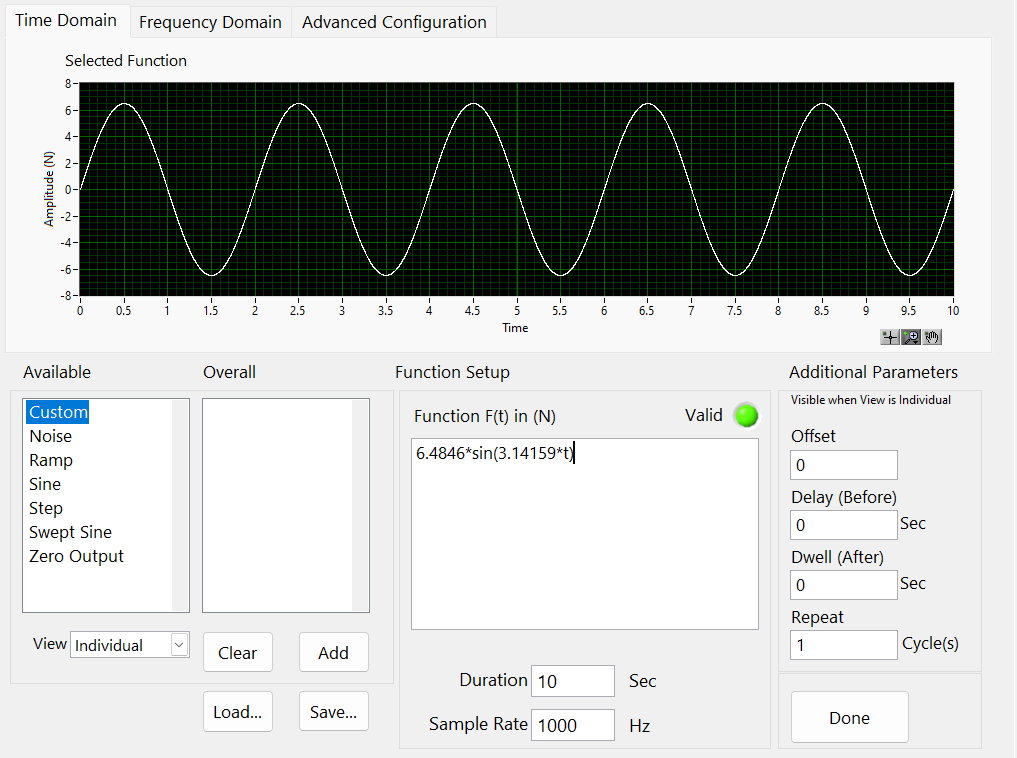 Time Domain Frequency Domain Advanced Configuration
Selected Function
8
6
4
2
0
-2
-4
-6
-8
Amplitude (N)
0 0.5 1 1.5 2 2.5 3 3.5 4 4.5 5 5.5 6 6.5 7 7.5 8 8.5 9 9.5 10
Time
Available
Custom
Noise
Ramp
Sine
Step
Swept Sine
Zero Output
View Individual
Overall
Clear Add
Load... Save...
Function Setup
Function F(t) in (N) Valid
6.4846*sin(3.14159*t)
Duration 10 Sec
Sample Rate 1000 Hz
Additional Parameters
Visible when View is Individual
Offset
0
Delay (Before)
0 Sec
Dwell (After)
0 Sec
Repeat
1 Cycle(s)
Done